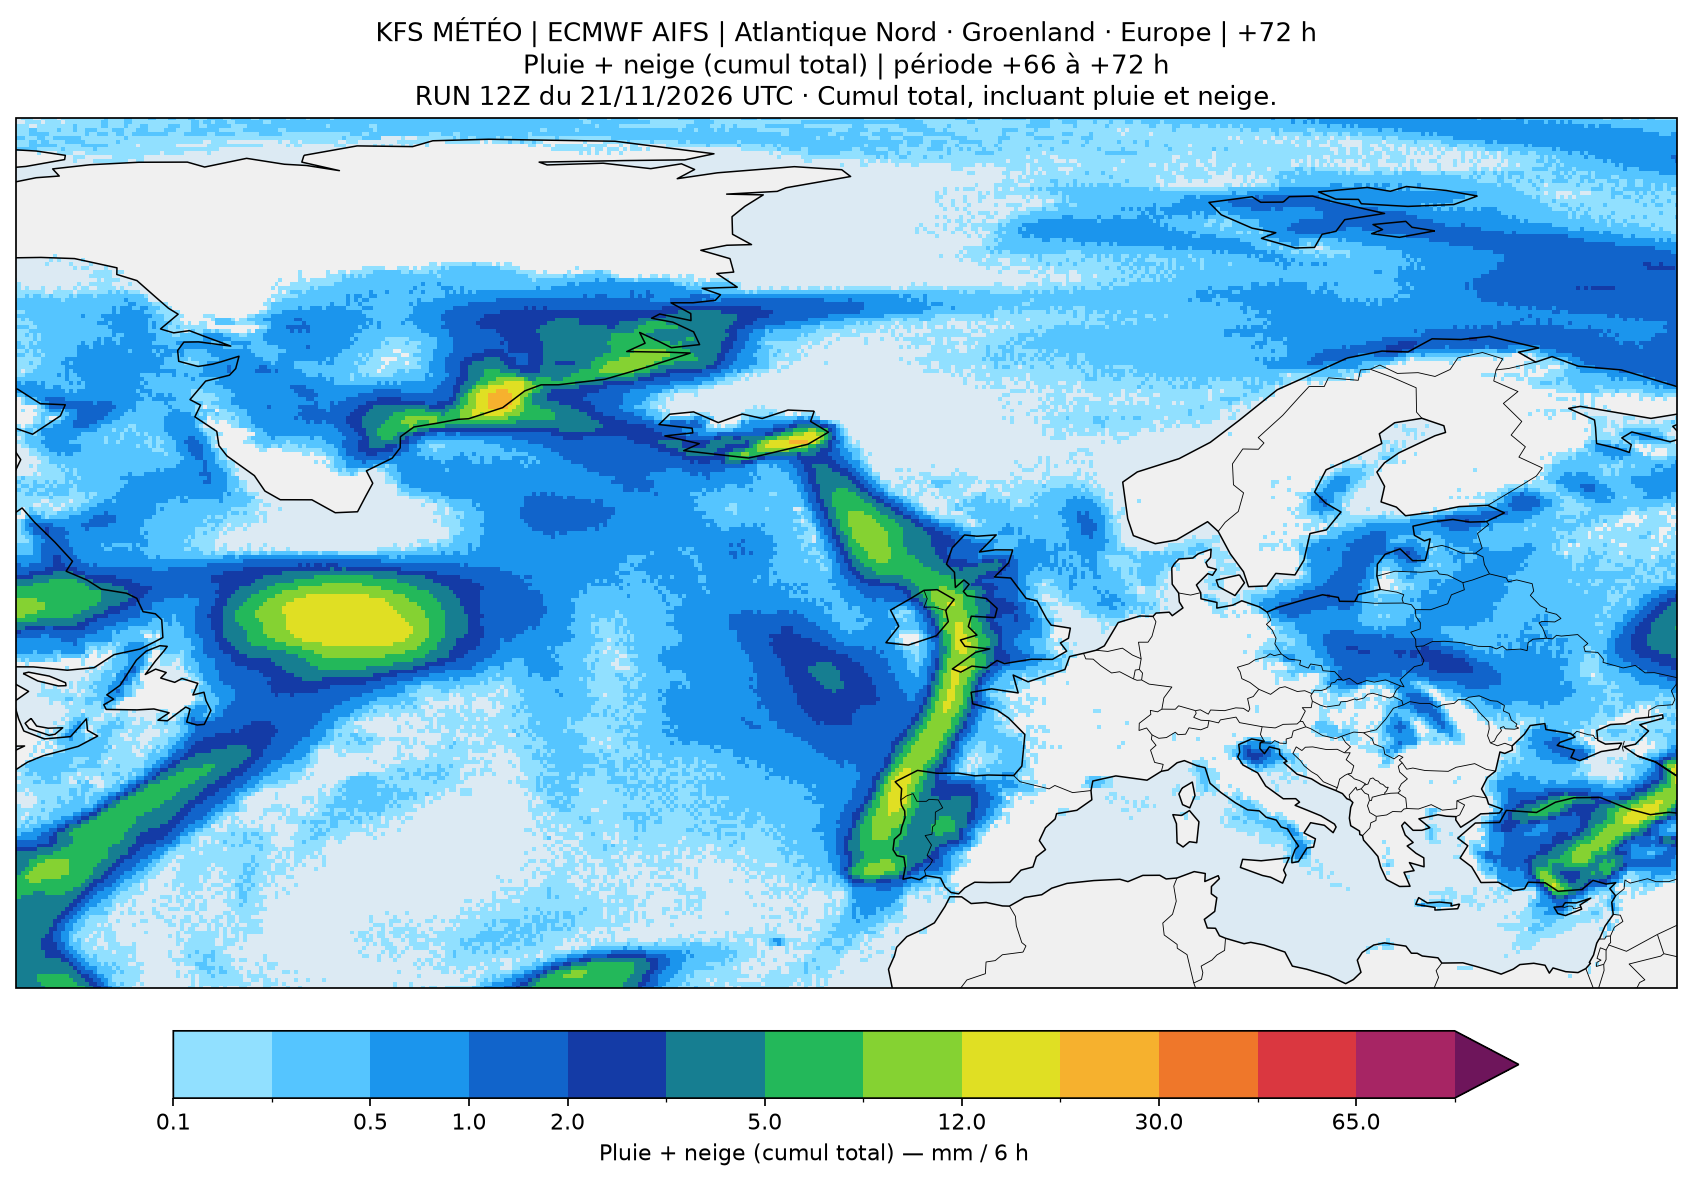 KFS MÉTÉO | ECMWF AIFS | Atlantique Nord · Groenland · Europe | +72 h
Pluie + neige (cumul total) | période +66 à +72 h
RUN 12Z du 21/11/2026 UTC · Cumul total, incluant pluie et neige.
0.1 0.5 1.0 2.0 5.0 12.0 30.0 65.0
Pluie + neige (cumul total) — mm / 6 h